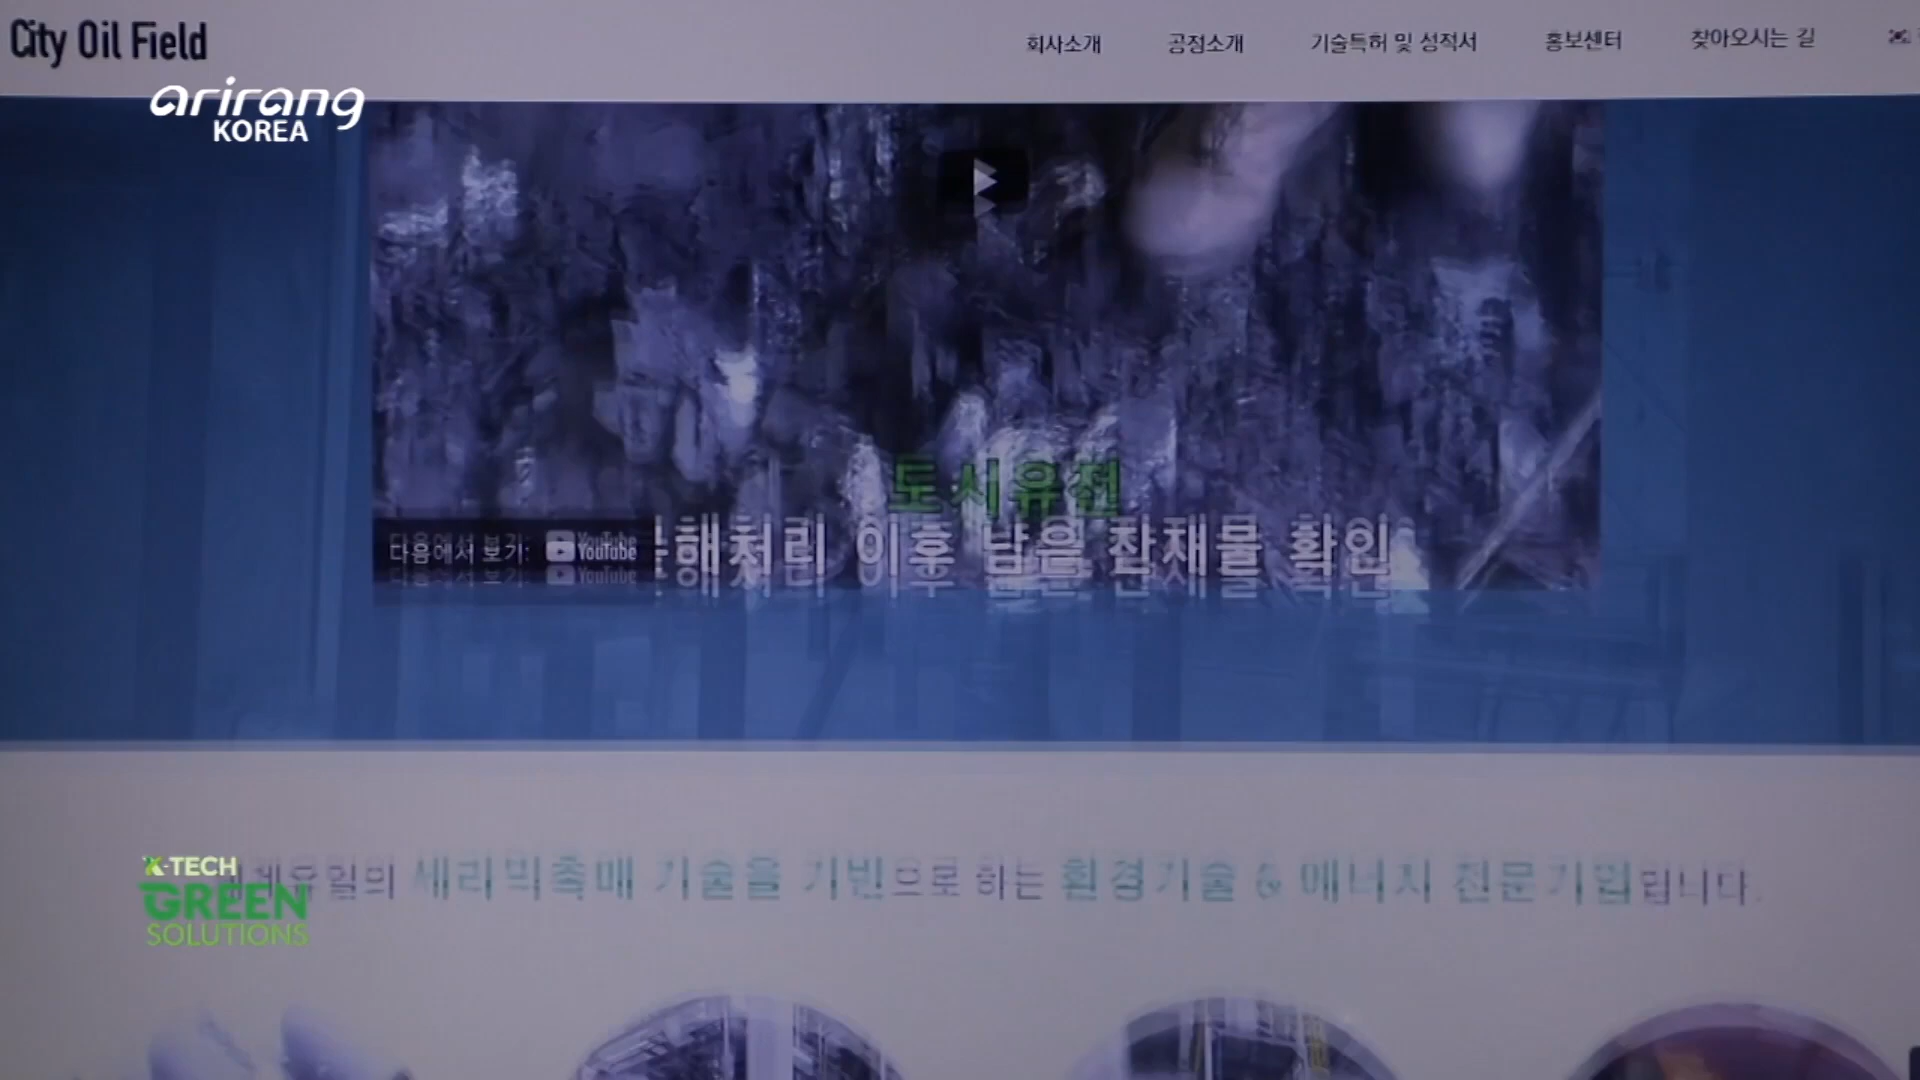 City Oil Field
회사소개
공정소개
기술특허 및 성적서
홍보센터
찾아오시는 길
arirang
KOREA
도시유전
다음에서 보기: YouTube
해처리 이후 남은 잔재물 확인
K-TECH
GREEN
SOLUTIONS
세라믹촉매 기술을 기반으로 하는 환경기술 & 에너지 전문기업입니다.